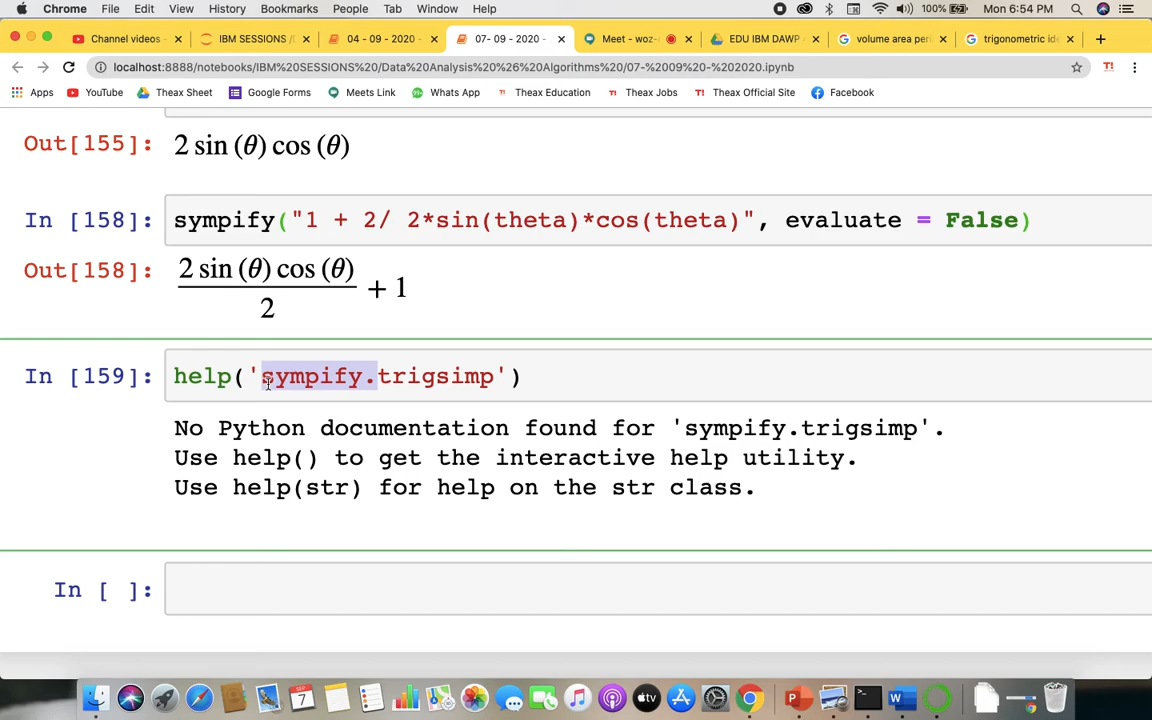 Chrome File Edit View History Bookmarks People Tab Window Help 100% Mon 6:54 PM
Channel videos - IBM SESSIONS / 04 - 09 - 2020 - 07- 09 - 2020 - Meet - woz- EDU IBM DAWP - volume area peri trigonometric ide
localhost:8888/notebooks/IBM%20SESSIONS%20/Data%20Analysis%20%26%20Algorithms%20/07-%2009%20-%202020.ipynb T!
Apps YouTube Theax Sheet Google Forms Meets Link Whats App Theax Education Theax Jobs Theax Official Site Facebook
Out[155]: 2 sin (θ) cos (θ)
In [158]: sympify("1 + 2/ 2*sin(theta)*cos(theta)", evaluate = False)
Out[158]: 2 sin (θ) cos (θ)
2
+ 1
In [159]: help('sympify.trigsimp')
No Python documentation found for 'sympify.trigsimp'.
Use help() to get the interactive help utility.
Use help(str) for help on the str class.
In [ ]: